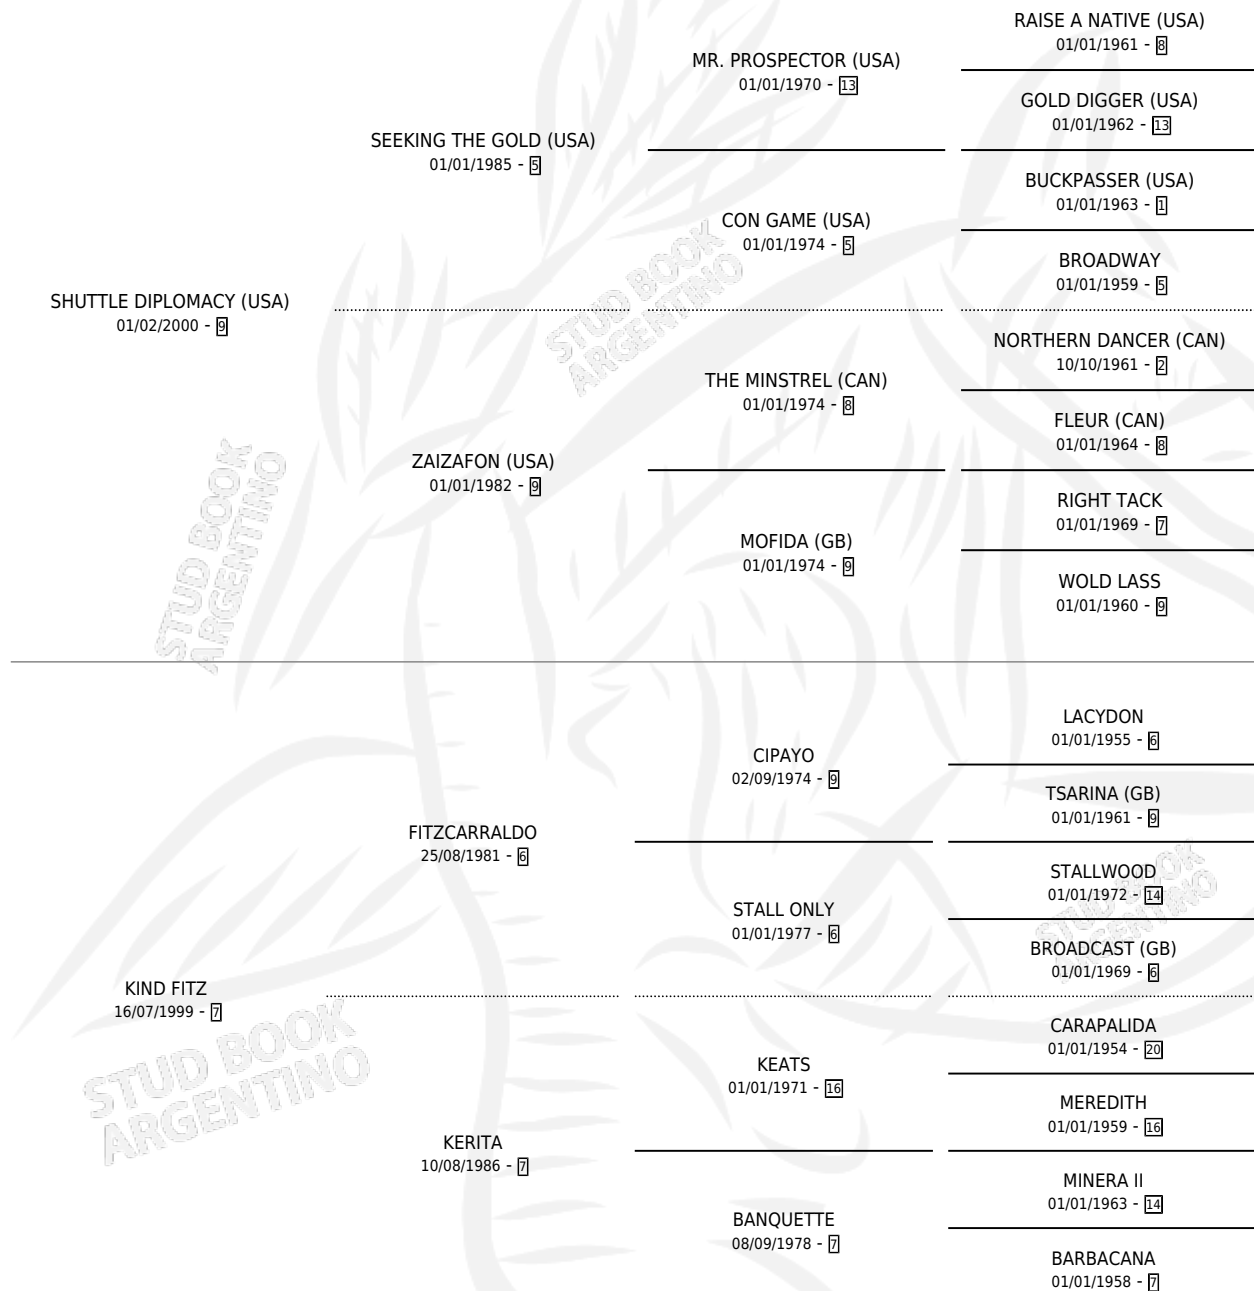 RAISE A NATIVE (USA)
01/01/1961 - 8
MR. PROSPECTOR (USA)
01/01/1970 - 13
GOLD DIGGER (USA)
01/01/1962 - 13
SEEKING THE GOLD (USA)
01/01/1985 - 5
BUCKPASSER (USA)
01/01/1963 - 1
CON GAME (USA)
01/01/1974 - 5
BROADWAY
01/01/1959 - 5
SHUTTLE DIPLOMACY (USA)
01/02/2000 - 9
NORTHERN DANCER (CAN)
10/10/1961 - 2
THE MINSTREL (CAN)
01/01/1974 - 8
FLEUR (CAN)
01/01/1964 - 8
ZAIZAFON (USA)
01/01/1982 - 9
RIGHT TACK
01/01/1969 - 7
MOFIDA (GB)
01/01/1974 - 9
WOLD LASS
01/01/1960 - 9
STUD BOOK
ARGENTINO
STUD BOOK
ARGENTINO
LACYDON
01/01/1955 - 6
CIPAYO
02/09/1974 - 9
TSARINA (GB)
01/01/1961 - 9
FITZCARRALDO
25/08/1981 - 6
STALLWOOD
01/01/1972 - 14
STALL ONLY
01/01/1977 - 6
BROADCAST (GB)
01/01/1969 - 6
KIND FITZ
16/07/1999 - 7
CARAPALIDA
01/01/1954 - 20
KEATS
01/01/1971 - 16
MEREDITH
01/01/1959 - 16
KERITA
10/08/1986 - 7
MINERA II
01/01/1963 - 14
BANQUETTE
08/09/1978 - 7
BARBACANA
01/01/1958 - 7
STUD BOOK
ARGENTINO
STUD BOOK
ARGENTINO